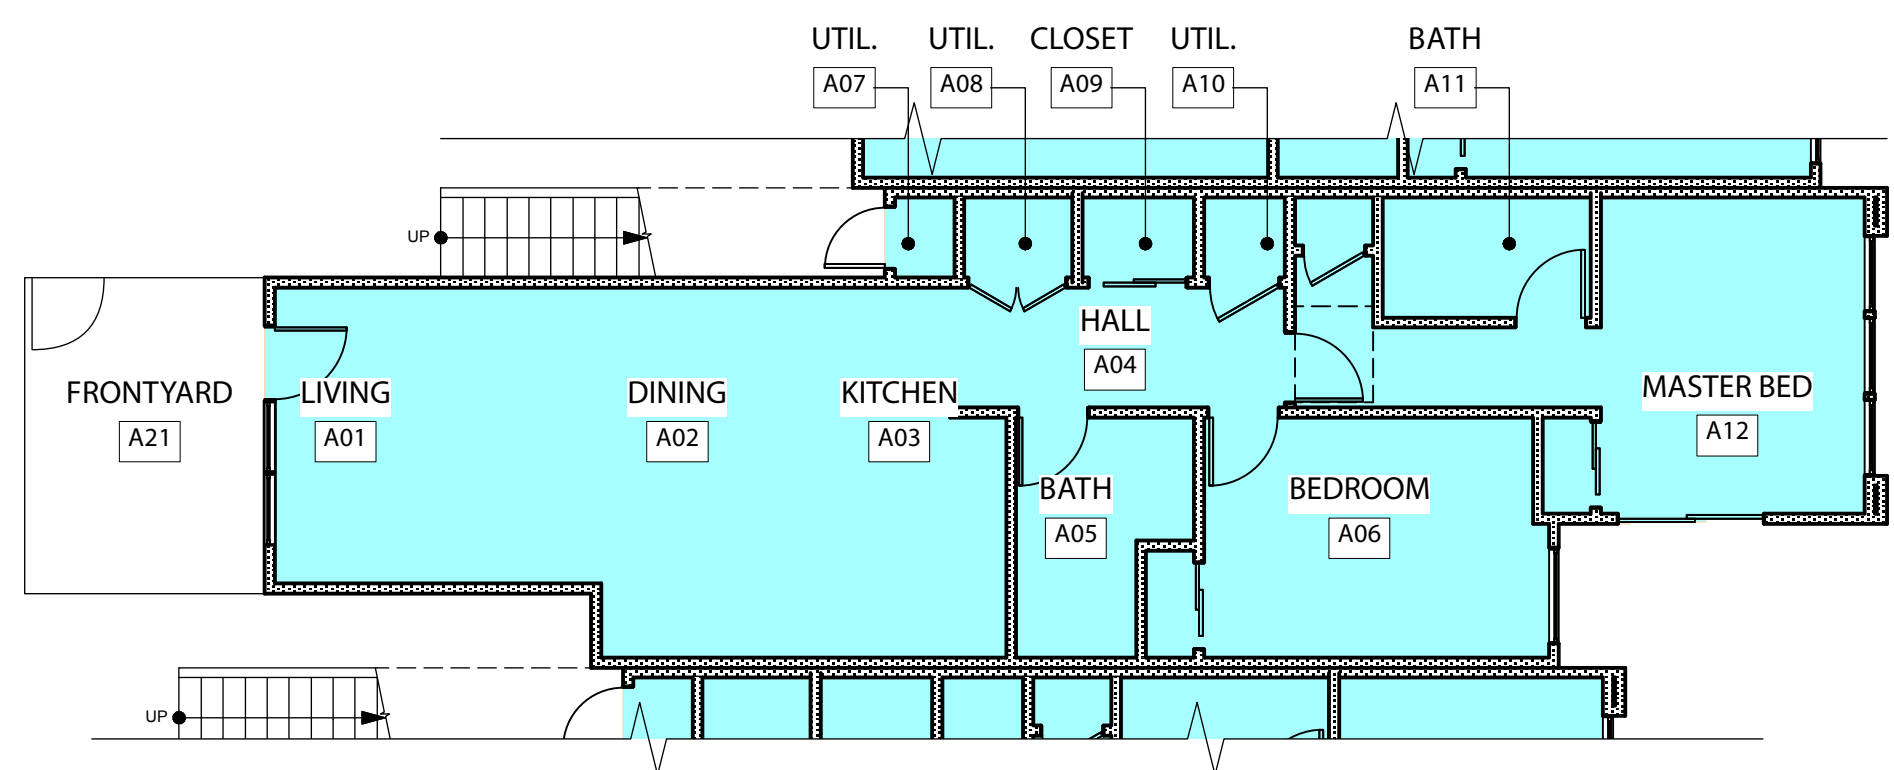 UTIL. UTIL. CLOSET UTIL. BATH
A07 A08 A09 A10 A11
UP
HALL
A04
FRONTYARD LIVING DINING KITCHEN MASTER BED
A21 A01 A02 A03 A12
BATH BEDROOM
A05 A06
UP